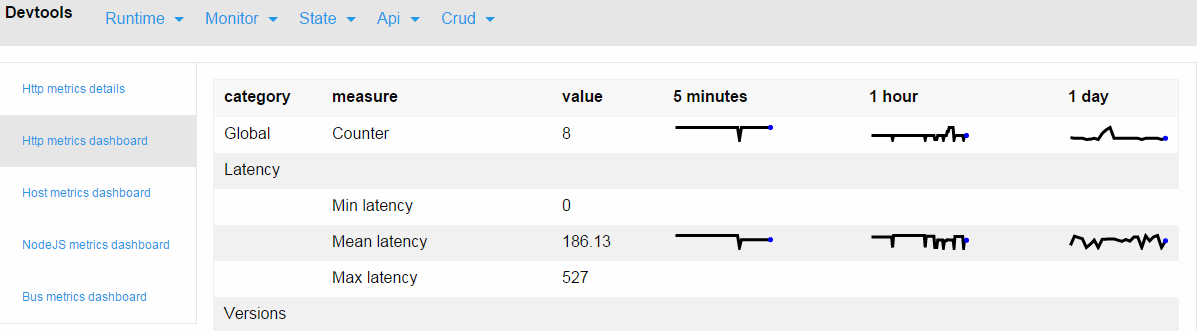 Devtools Runtime Monitor State Api Crud
Http metrics details
Http metrics dashboard
Host metrics dashboard
NodeJS metrics dashboard
Bus metrics dashboard
category measure value 5 minutes 1 hour 1 day
Global Counter 8
Latency
Min latency 0
Mean latency 186.13
Max latency 527
Versions